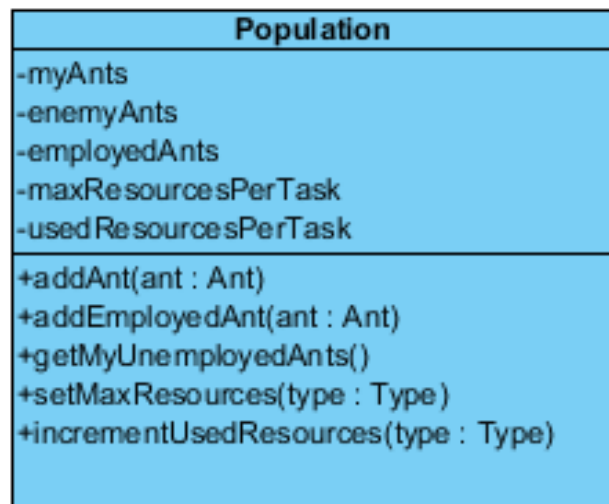 Population
-myAnts
-enemyAnts
-employedAnts
-maxResourcesPerTask
-usedResourcesPerTask
+addAnt(ant : Ant)
+addEmployedAnt(ant : Ant)
+getMyUnemployedAnts()
+setMaxResources(type : Type)
+incrementUsedResources(type : Type)